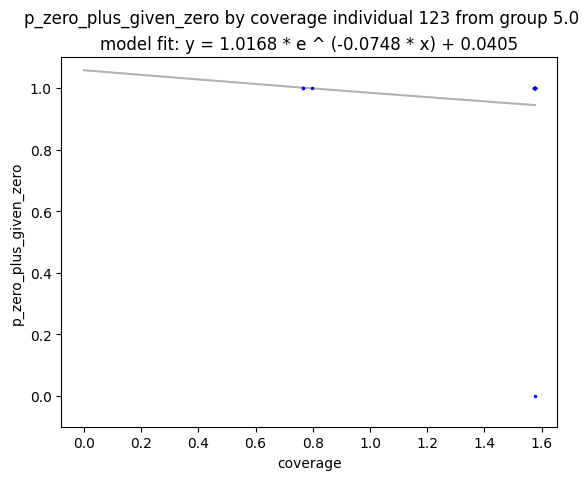 p_zero_plus_given_zero by coverage individual 123 from group 5.0
model fit: y = 1.0168 * e ^ (-0.0748 * x) + 0.0405
1.0
0.8
0.6
0.4
0.2
0.0
p_zero_plus_given_zero
0.0 0.2 0.4 0.6 0.8 1.0 1.2 1.4 1.6
coverage